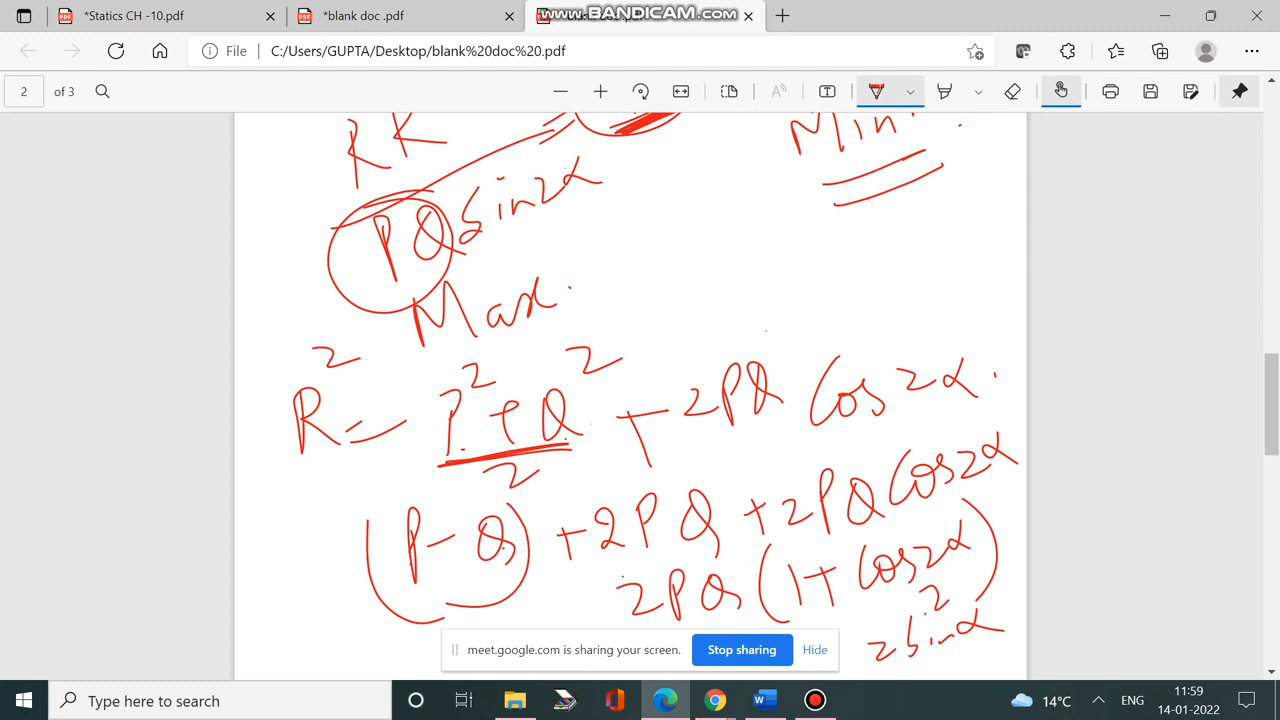 *Statics CH -10.pdf
*blank doc .pdf
www.BANDICAM.com
File C:/Users/GUPTA/Desktop/blank%20doc%20.pdf
2 of 3
Min.
PQ Sin2α
Max.
R² = P² + Q² + 2PQ Cos2α.
(P-Q)² + 2PQ + 2PQ Cos2α
2PQ (1+ Cos2α)
2 Sin²α
meet.google.com is sharing your screen. Stop sharing Hide
Type here to search
14°C
ENG
11:59
14-01-2022